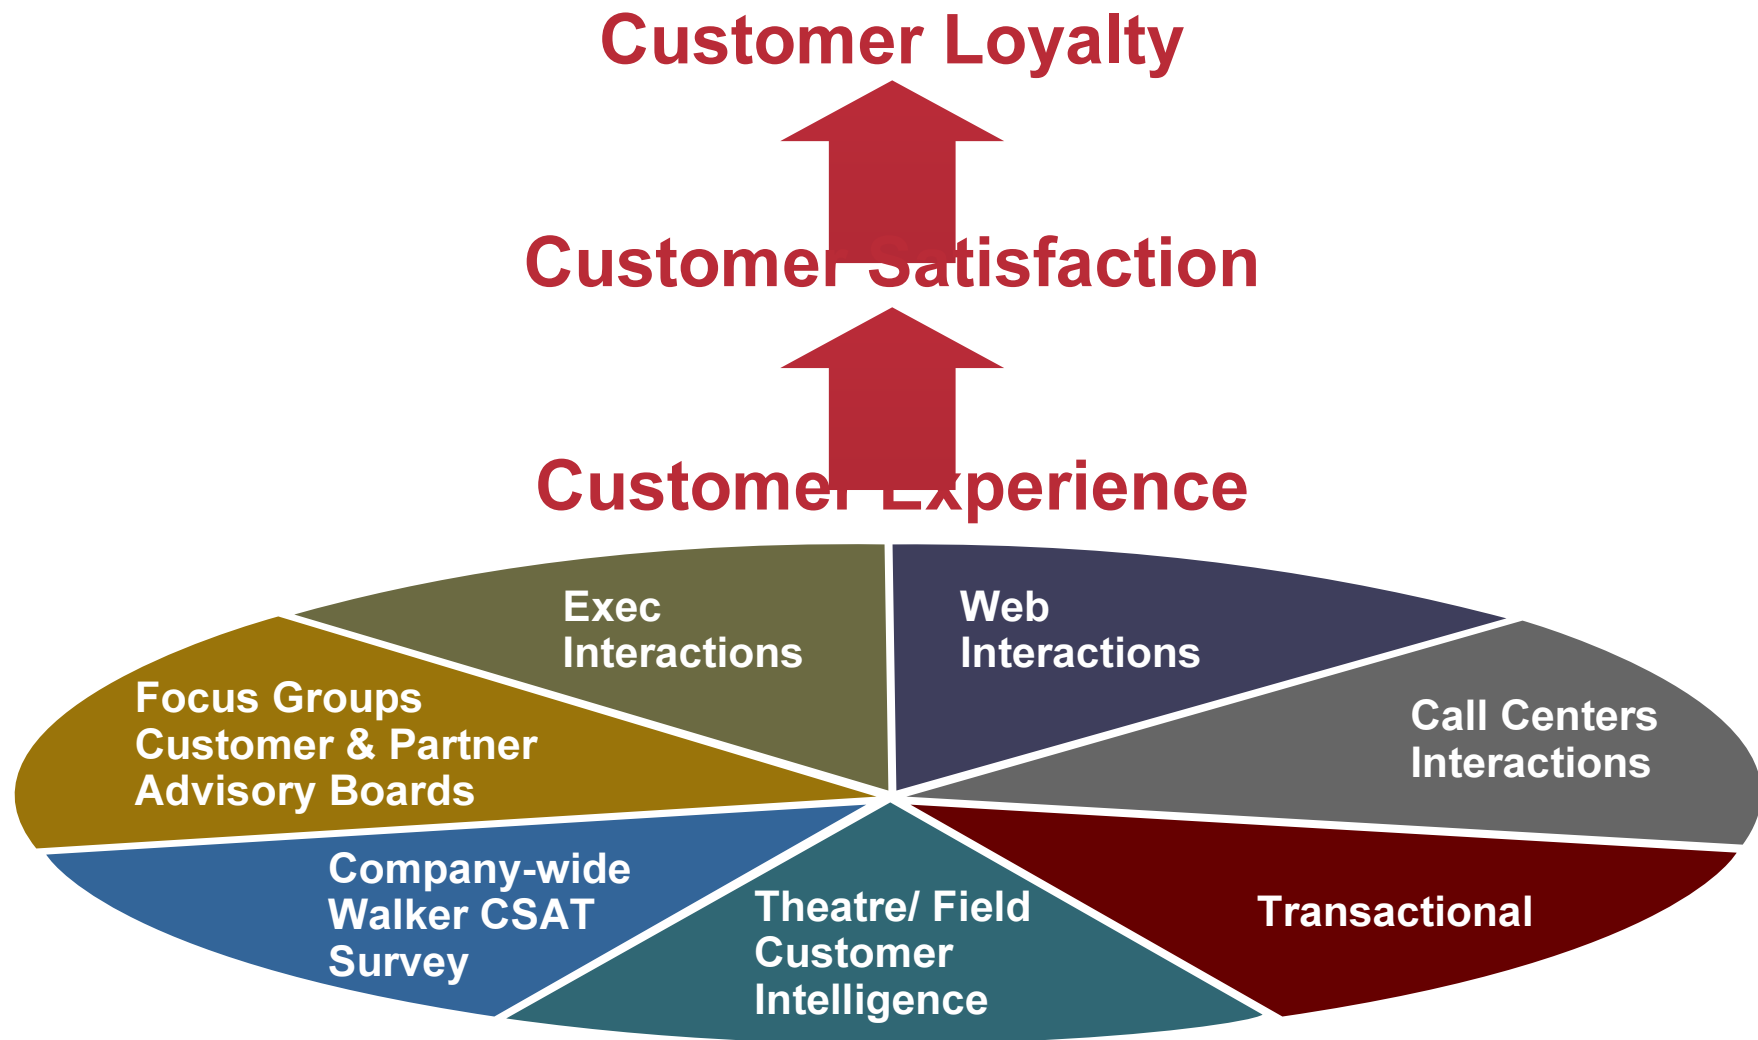 Customer Loyalty
Customer Satisfaction
Customer Experience
Exec
Interactions
Web
Interactions
Focus Groups
Customer & Partner
Advisory Boards
Call Centers
Interactions
Company-wide
Walker CSAT
Survey
Theatre/ Field
Customer
Intelligence
Transactional